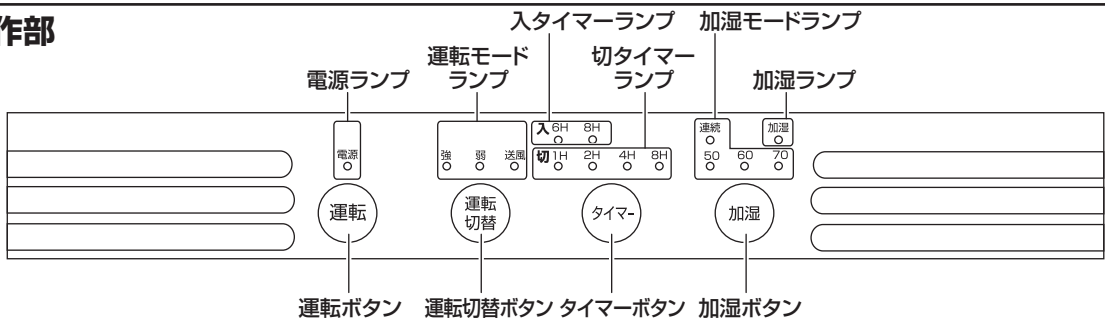 作部
入タイマーランプ 加湿モードランプ
運転モード
ランプ
切タイマー
ランプ
電源ランプ
加湿ランプ
入 6H 8H
連続
加湿
電源
強 弱 送風
切 1H 2H 4H 8H
50 60 70
運転
運転
切替
タイマー
加湿
運転ボタン 運転切替ボタン タイマーボタン 加湿ボタン